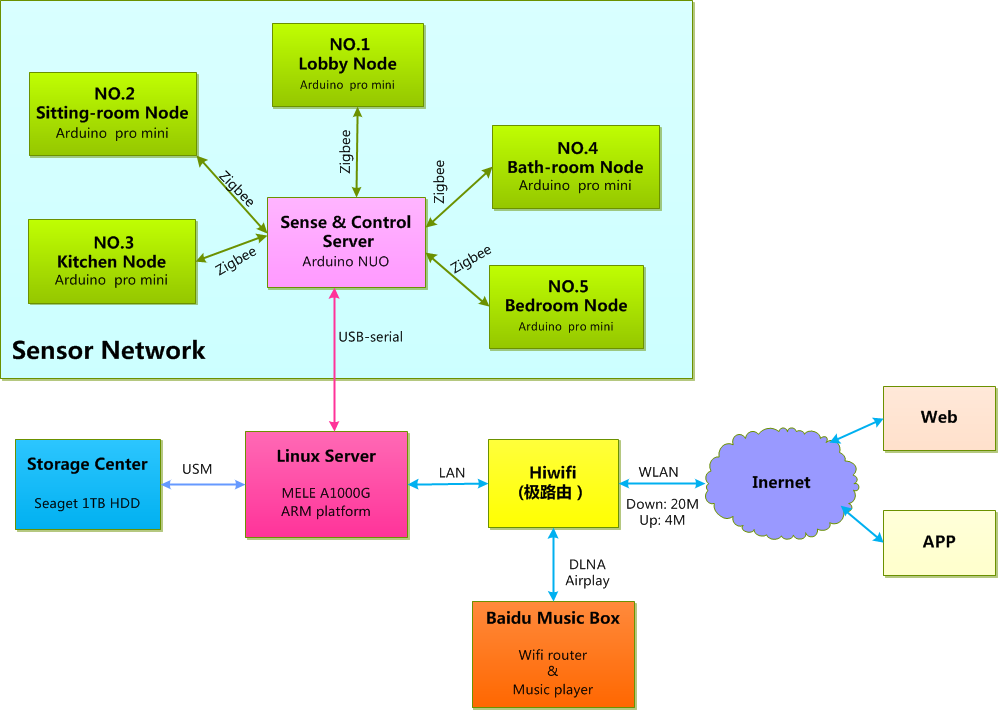 NO.1
Lobby Node
Arduino pro mini
NO.2
Sitting-room Node
Arduino pro mini
Zigbee
NO.4
Bath-room Node
Arduino pro mini
Zigbee
Zigbee
Sense & Control
Server
Arduino NUO
NO.3
Kitchen Node
Arduino pro mini
Zigbee
Zigbee
NO.5
Bedroom Node
Arduino pro mini
USB-serial
Sensor Network
Web
Storage Center
Seaget 1TB HDD
USM
Linux Server
MELE A1000G
ARM platform
LAN
Hiwifi
(极路由 )
WLAN
Down: 20M
Up: 4M
Inernet
APP
DLNA
Airplay
Baidu Music Box
Wifi router
&
Music player